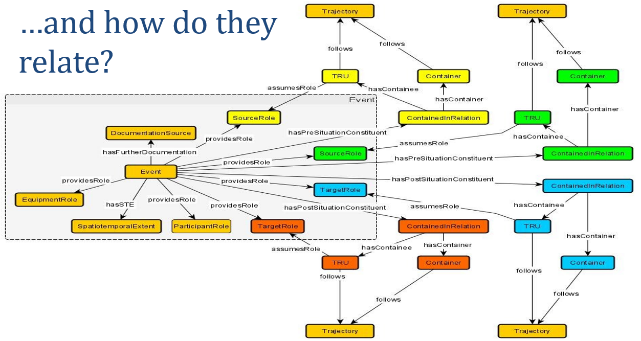 ...and how do they
relate?
Trajectory
Trajectory
follows
follows
follows
follows
TRU
Container
Container
assumesRole
hasContainee
hasContainer
hasContainer
Event
SourceRole
ContainedInRelation
TRU
DocumentationSource
providesRole
hasPreSituationConstituent
hasContainee
assumesRole
hasFurtherDocumentation
SourceRole
ContainedInRelation
providesRole
hasPreSituationConstituent
Event
hasPostSituationConstituent
providesRole
providesRole
TargetRole
ContainedInRelation
EquipmentRole
hasSTE
providesRole
providesRole
hasPostSituationConstituent
assumesRole
hasContainee
SpatiotemporalExtent
ParticipantRole
TargetRole
ContainedInRelation
TRU
assumesRole
hasContainee
hasContainer
hasContainer
TRU
Container
Container
follows
follows
follows
follows
Trajectory
Trajectory